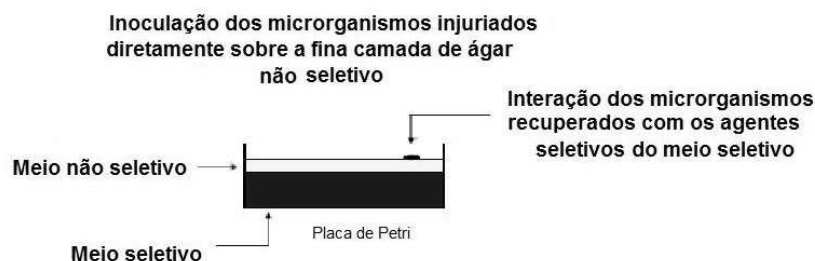 Inoculação dos microrganismos injuriados
diretamente sobre a fina camada de ágar
não seletivo
Interação dos microrganismos
recuperados com os agentes
seletivos do meio seletivo
Meio não seletivo
Placa de Petri
Meio seletivo